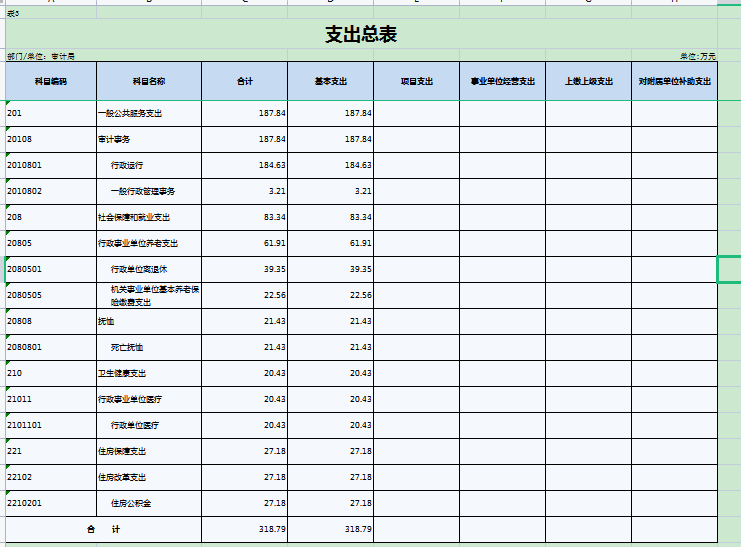 表3
支出总表
部门/单位: 审计局 单位:万元
科目编码 科目名称 合计 基本支出 项目支出 事业单位经营支出 上缴上级支出 对附属单位补助支出
201 一般公共服务支出 187.84 187.84
20108 审计事务 187.84 187.84
2010801 行政运行 184.63 184.63
2010802 一般行政管理事务 3.21 3.21
208 社会保障和就业支出 83.34 83.34
20805 行政事业单位养老支出 61.91 61.91
2080501 行政单位离退休 39.35 39.35
2080505 机关事业单位基本养老保 22.56 22.56
险缴费支出
20808 抚恤 21.43 21.43
2080801 死亡抚恤 21.43 21.43
210 卫生健康支出 20.43 20.43
21011 行政事业单位医疗 20.43 20.43
2101101 行政单位医疗 20.43 20.43
221 住房保障支出 27.18 27.18
22102 住房改革支出 27.18 27.18
2210201 住房公积金 27.18 27.18
合 计 318.79 318.79